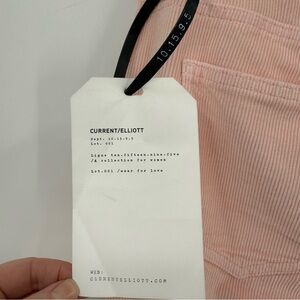 10.15.9.5
CURRENT/ELLIOTT
Sept. 10.15.9.5
Lot. 001
Ligne ten.fifteen.nine.five
/A collection for women
Lot.001 /wear for love
WEB:
CURRENTELLIOTT.COM